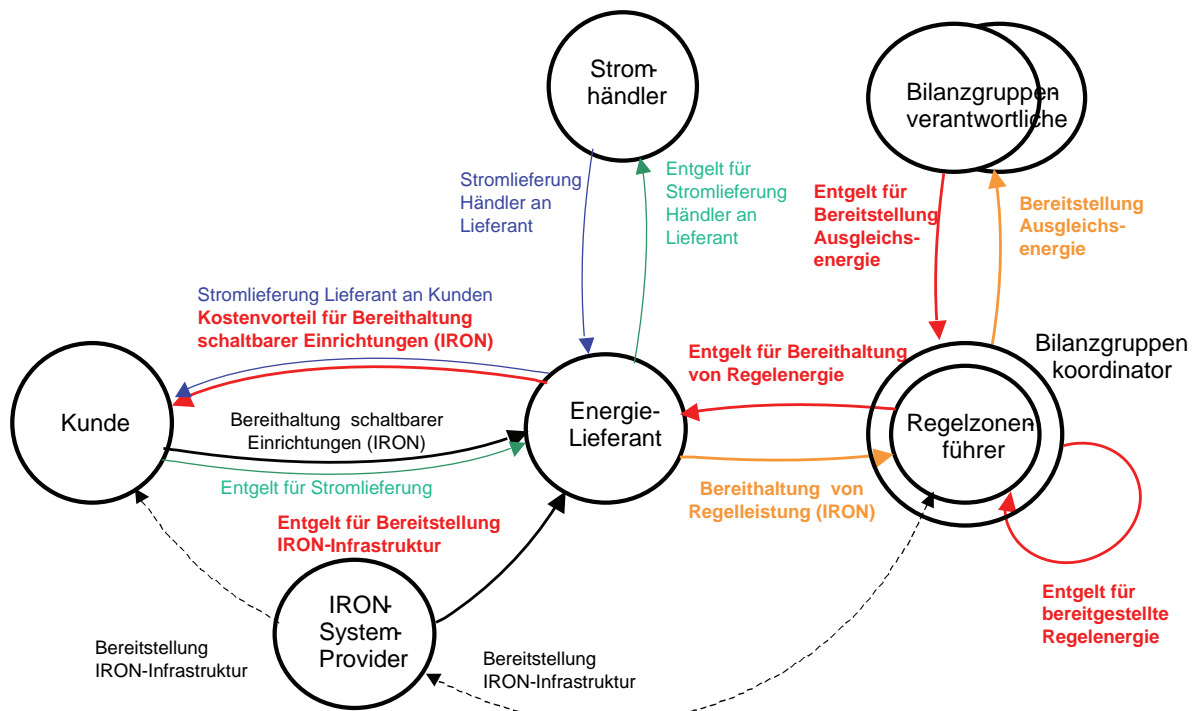 Strom-
händler
Bilanzgruppen-
verantwortliche
Stromlieferung
Händler an
Lieferant
Entgelt für
Stromlieferung
Händler an
Lieferant
Entgelt für
Bereitstellung
Ausgleichs-
energie
Bereitstellung
Ausgleichs-
energie
Stromlieferung Lieferant an Kunden
Kostenvorteil für Bereithaltung
schaltbarer Einrichtungen (IRON)
Entgelt für Bereithaltung
von Regelenergie
Bilanzgruppen
koordinator
Kunde
Bereithaltung schaltbarer
Einrichtungen (IRON)
Energie-
Lieferant
Regelzonen
führer
Entgelt für Stromlieferung
Bereithaltung von
Regelleistung (IRON)
Entgelt für Bereitstellung
IRON-Infrastruktur
IRON-
System-
Provider
Entgelt für
bereitgestellte
Regelenergie
Bereitstellung
IRON-Infrastruktur
Bereitstellung
IRON-Infrastruktur